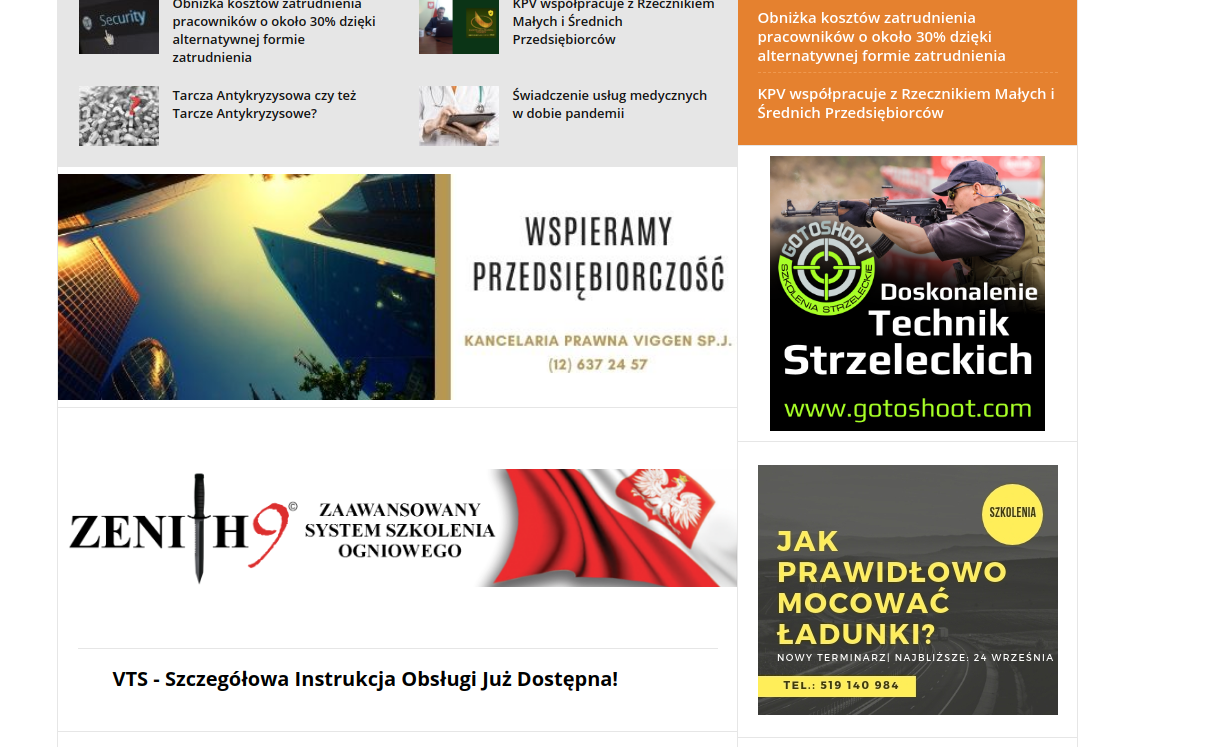 Security
Obniżka kosztów zatrudnienia
pracowników o około 30% dzięki
alternatywnej formie
zatrudnienia
KPV współpracuje z Rzecznikiem
Małych i Średnich
Przedsiębiorców
Tarcza Antykryzysowa czy też
Tarcze Antykryzysowe?
Świadczenie usług medycznych
w dobie pandemii
WSPIERAMY
PRZEDSIĘBIORCZOŚĆ
KANCELARIA PRAWNA VIGGEN SP.J.
(12) 637 24 57
ZENITH9©
ZAAWANSOWANY
SYSTEM SZKOLENIA
OGNIOWEGO
VTS - Szczegółowa Instrukcja Obsługi Już Dostępna!
Obniżka kosztów zatrudnienia
pracowników o około 30% dzięki
alternatywnej formie zatrudnienia
KPV współpracuje z Rzecznikiem Małych i
Średnich Przedsiębiorców
GOTOSHOOT
SZKOLENIA STRZELECKIE
Doskonalenie
Technik
Strzeleckich
www.gotoshoot.com
SZKOLENIA
JAK
PRAWIDŁOWO
MOCOWAĆ
ŁADUNKI?
NOWY TERMINARZ| NAJBLIŻSZE: 24 WRZEŚNIA
TEL.: 519 140 984